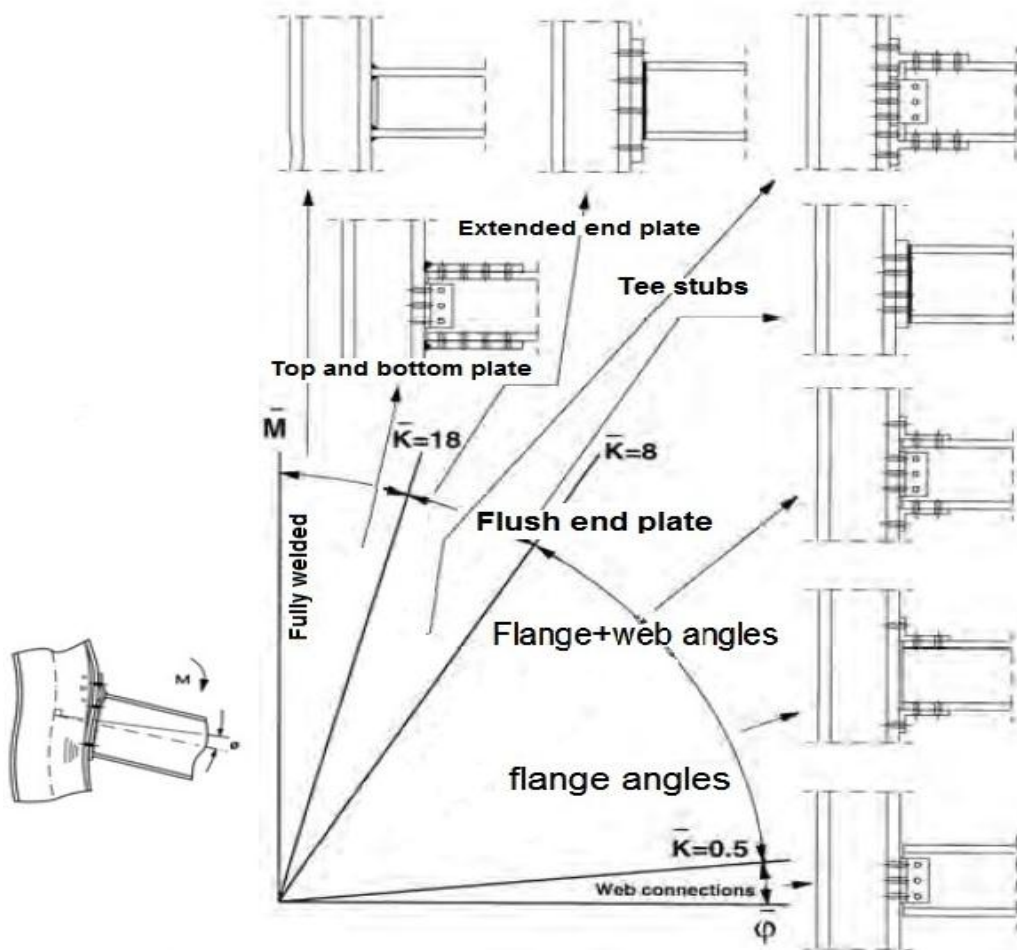 Extended end plate
Tee stubs
Top and bottom plate
M̄
K̄=18
K̄=8
Flush end plate
Fully welded
Flange+web angles
M
ø
flange angles
K̄=0.5
Web connections
φ̄